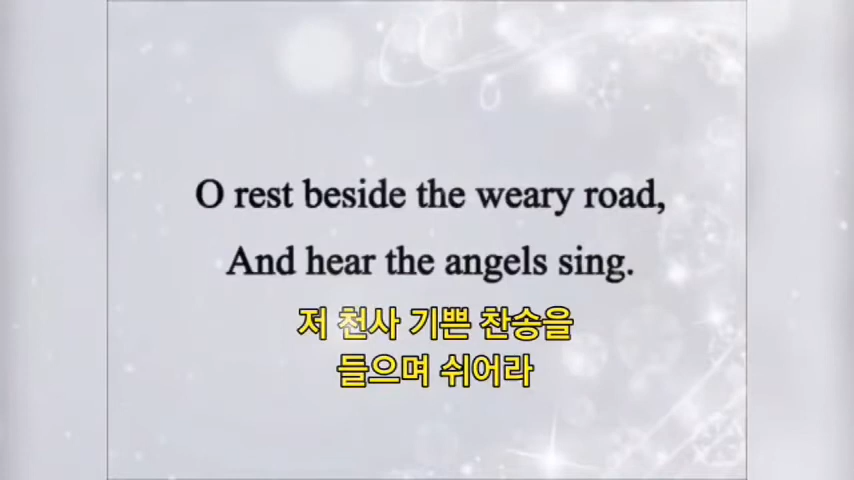 O rest beside the weary road,
And hear the angels sing.
저 천사 기쁜 찬송을
들으며 쉬어라